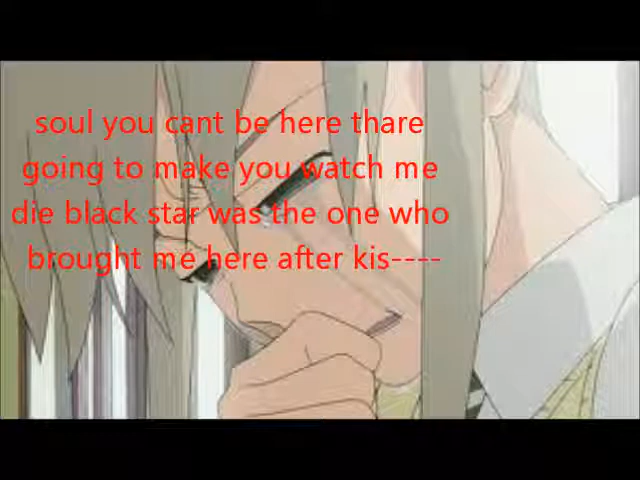 soul you cant be here thare
going to make you watch me
die black star was the one who
brought me here after kis----